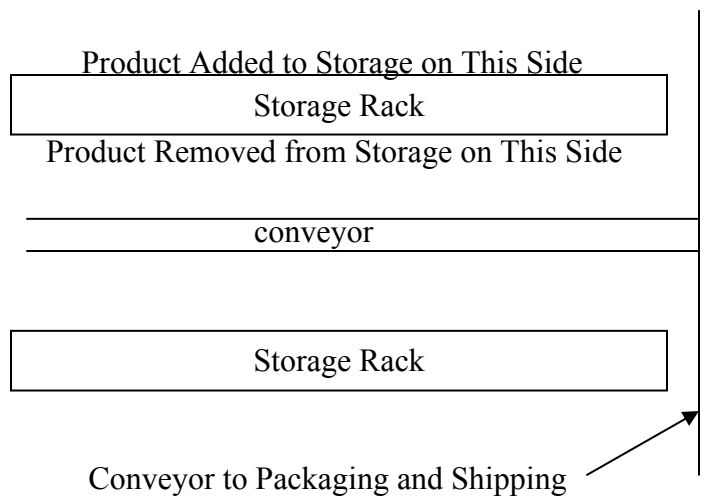 Product Added to Storage on This Side
Storage Rack
Product Removed from Storage on This Side
conveyor
Storage Rack
Conveyor to Packaging and Shipping